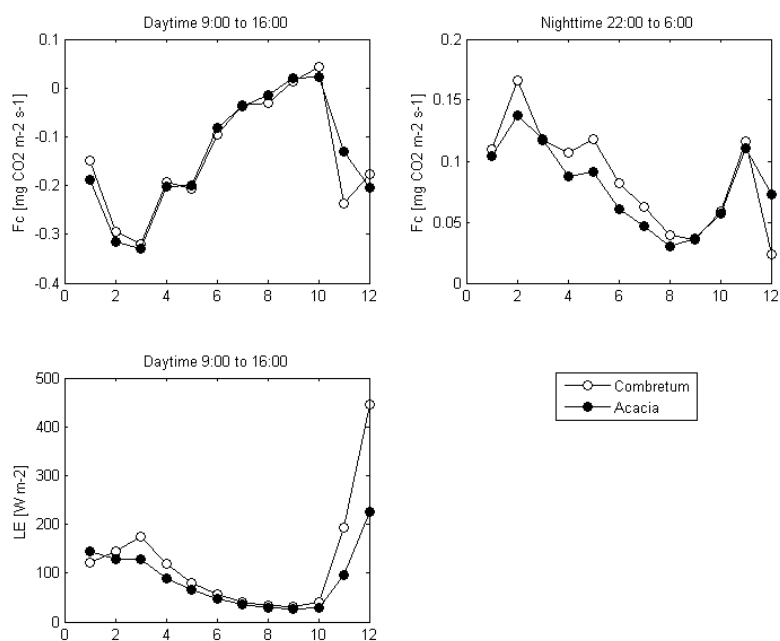 Daytime 9:00 to 16:00
0.1
0
-0.1
-0.2
-0.3
-0.4
Fc [mg CO2 m-2 s-1]
0 2 4 6 8 10 12
Nighttime 22:00 to 6:00
0.2
0.15
0.1
0.05
0
Fc [mg CO2 m-2 s-1]
0 2 4 6 8 10 12
Daytime 9:00 to 16:00
500
400
300
200
100
0
LE [W m-2]
0 2 4 6 8 10 12
Combretum
Acacia